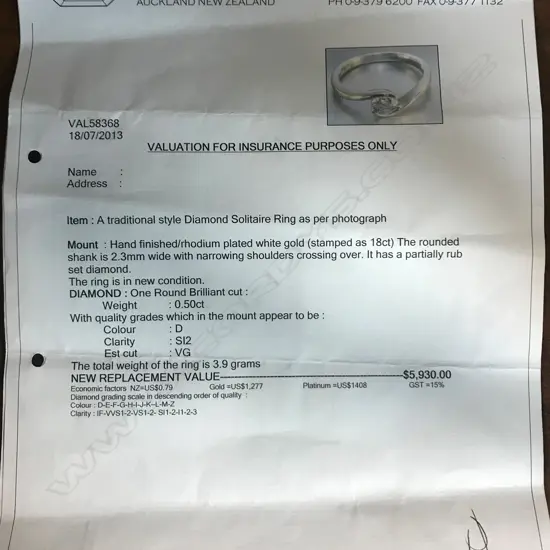 AUCKLAND NEW ZEALAND
PH 0-9-379 6200 FAX 0-9-377 1132
VAL58368
18/07/2013
VALUATION FOR INSURANCE PURPOSES ONLY
Name :
Address :
Item : A traditional style Diamond Solitaire Ring as per photograph
Mount : Hand finished/rhodium plated white gold (stamped as 18ct) The rounded
shank is 2.3mm wide with narrowing shoulders crossing over. It has a partially rub
set diamond.
The ring is in new condition.
DIAMOND : One Round Brilliant cut :
Weight : 0.50ct
With quality grades which in the mount appear to be :
Colour : D
Clarity : SI2
Est cut : VG
The total weight of the ring is 3.9 grams
NEW REPLACEMENT VALUE----------------------------------------$5,930.00
Economic factors NZ=US$0.79 Gold =US$1,277 Platinum =US$1408 GST =15%
Diamond grading scale in descending order of quality :
Colour : D-E-F-G-H-I-J-K--L-M-Z
Clarity : IF-VVS1-2-VS1-2- SI1-2-I1-2-3